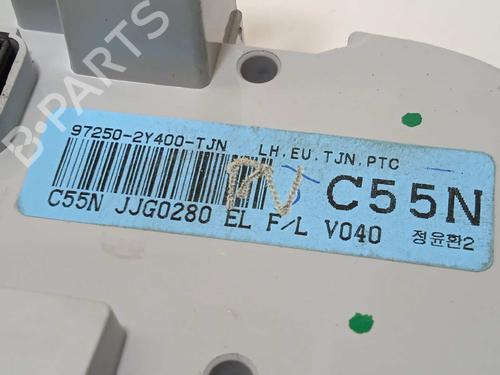 B-PARTS
97250-2Y400-TJN LH.EU.TJN.PTC
C55N
C55N JJG0280 EL F/L V040 정윤환2